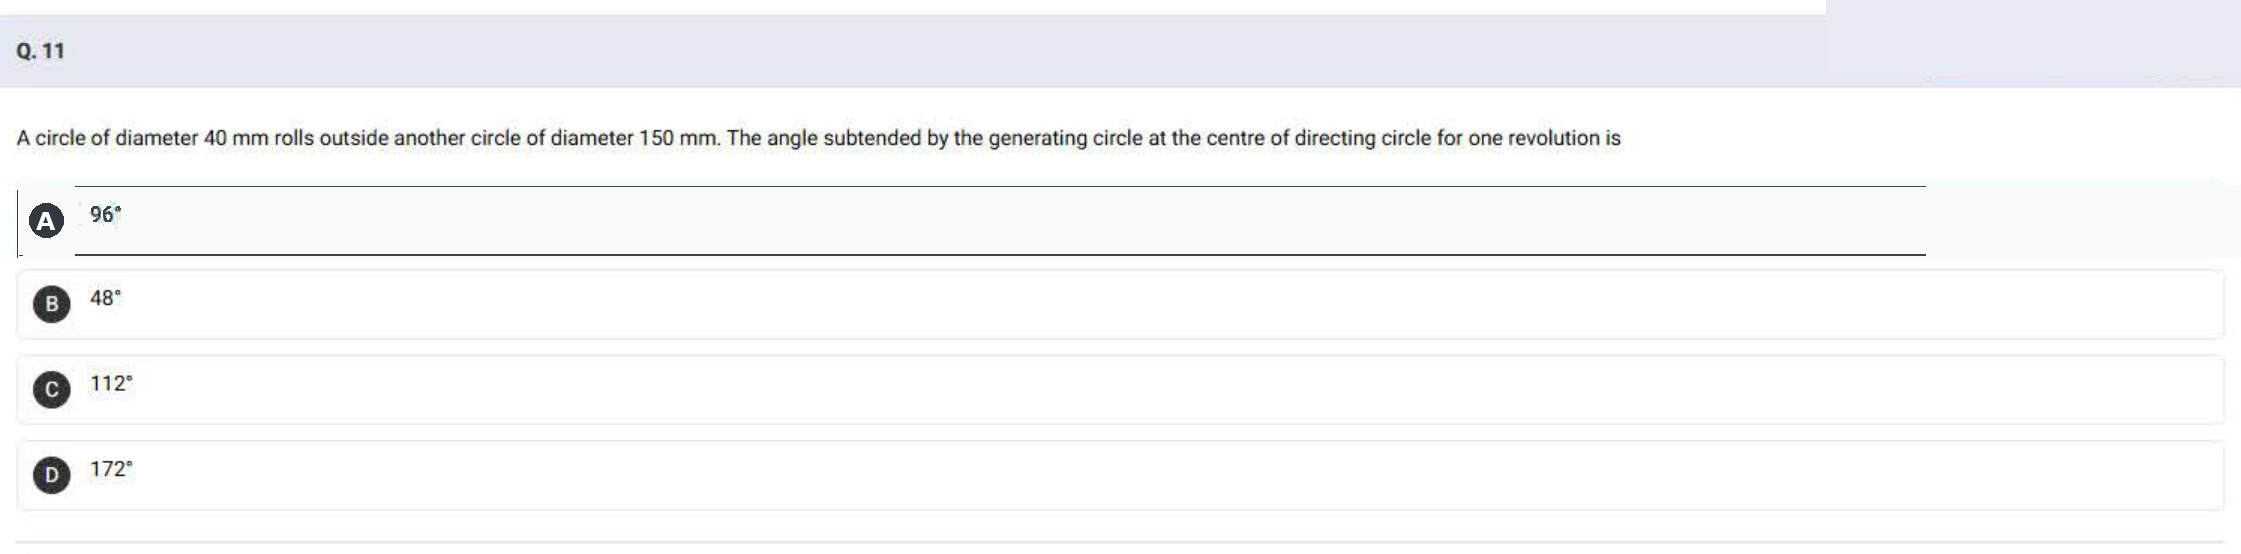 Q. 11
A circle of diameter 40 mm rolls outside another circle of diameter 150 mm. The angle subtended by the generating circle at the centre of directing circle for one revolution is
A 96°
B 48°
C 112°
D 172°